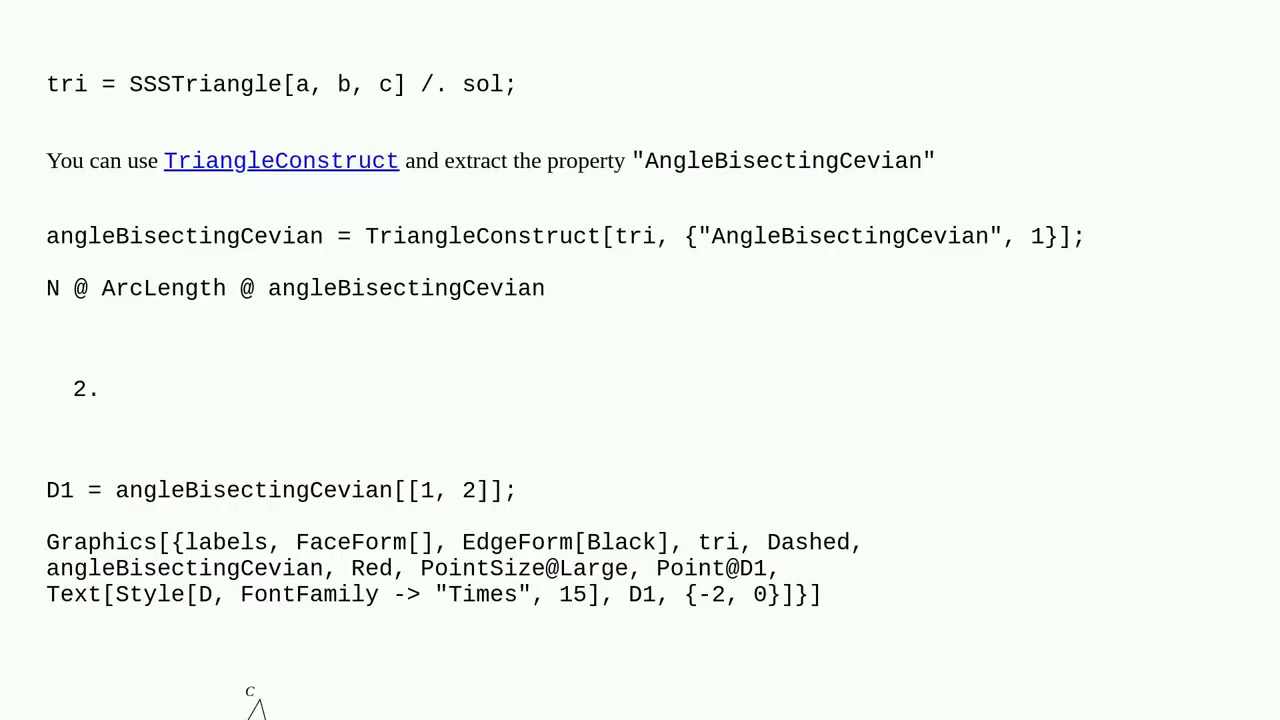 tri = SSSTriangle[a, b, c] /. sol;
You can use TriangleConstruct and extract the property "AngleBisectingCevian"
angleBisectingCevian = TriangleConstruct[tri, {"AngleBisectingCevian", 1}];
N @ ArcLength @ angleBisectingCevian
2.
D1 = angleBisectingCevian[[1, 2]];
Graphics[{labels, FaceForm[], EdgeForm[Black], tri, Dashed,
angleBisectingCevian, Red, PointSize@Large, Point@D1,
Text[Style[D, FontFamily -> "Times", 15], D1, {-2, 0}]}]
C